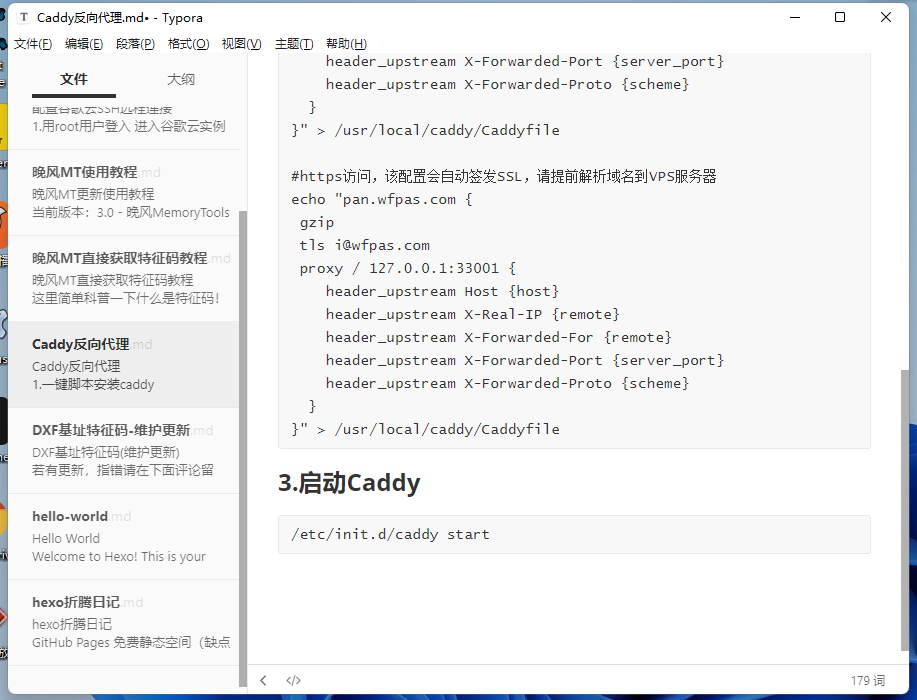 Caddy反向代理.md• - Typora
文件(F) 编辑(E) 段落(P) 格式(O) 视图(V) 主题(T) 帮助(H)
文件 大纲
配置谷歌云SSH远程连接
1.用root用户登入 进入谷歌云实例
晚风MT使用教程.md
晚风MT更新使用教程
当前版本：3.0 - 晚风MemoryTools
晚风MT直接获取特征码教程.md
晚风MT直接获取特征码教程
这里简单科普一下什么是特征码！
Caddy反向代理.md
Caddy反向代理
1.一键脚本安装caddy
DXF基址特征码-维护更新.md
DXF基址特征码(维护更新)
若有更新，指错请在下面评论留
hello-world.md
Hello World
Welcome to Hexo! This is your
hexo折腾日记.md
hexo折腾日记
GitHub Pages 免费静态空间（缺点
header_upstream X-Forwarded-Port {server_port}
header_upstream X-Forwarded-Proto {scheme}
}
}" > /usr/local/caddy/Caddyfile
#https访问，该配置会自动签发SSL，请提前解析域名到VPS服务器
echo "pan.wfpas.com {
gzip
tls i@wfpas.com
proxy / 127.0.0.1:33001 {
header_upstream Host {host}
header_upstream X-Real-IP {remote}
header_upstream X-Forwarded-For {remote}
header_upstream X-Forwarded-Port {server_port}
header_upstream X-Forwarded-Proto {scheme}
}
}" > /usr/local/caddy/Caddyfile
3.启动Caddy
/etc/init.d/caddy start
179 词